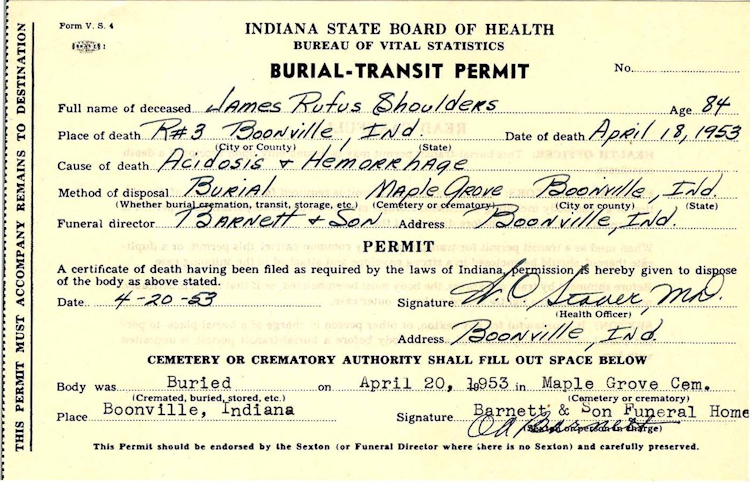 Form V. S. 4
INDIANA STATE BOARD OF HEALTH
BUREAU OF VITAL STATISTICS
BURIAL-TRANSIT PERMIT
No.
Full name of deceased James Rufus Shoulders Age 84
Place of death R#3 Boonville, Ind. Date of death April 18, 1953
(City or County) (State)
Cause of death Acidosis & Hemorrhage
Method of disposal Burial Maple Grove Boonville, Ind.
(Whether burial, cremation, transit, storage, etc.) (Cemetery or crematory) (City or county) (State)
Funeral director Barnett & Son Address Boonville, Ind.
PERMIT
A certificate of death having been filed as required by the laws of Indiana, permission is hereby given to dispose
of the body as above stated.
Date 4-20-53 Signature W. C. Stover, M.D.
(Health Officer)
Address Boonville, Ind.
CEMETERY OR CREMATORY AUTHORITY SHALL FILL OUT SPACE BELOW
Body was Buried on April 20, 1953 in Maple Grove Cem.
(Cremated, buried, stored, etc.) (Cemetery or crematory)
Place Boonville, Indiana Signature Barnett & Son Funeral Home
Barnett
(Sexton or person in charge)
This Permit should be endorsed by the Sexton (or Funeral Director where there is no Sexton) and carefully preserved.
THIS PERMIT MUST ACCOMPANY REMAINS TO DESTINATION